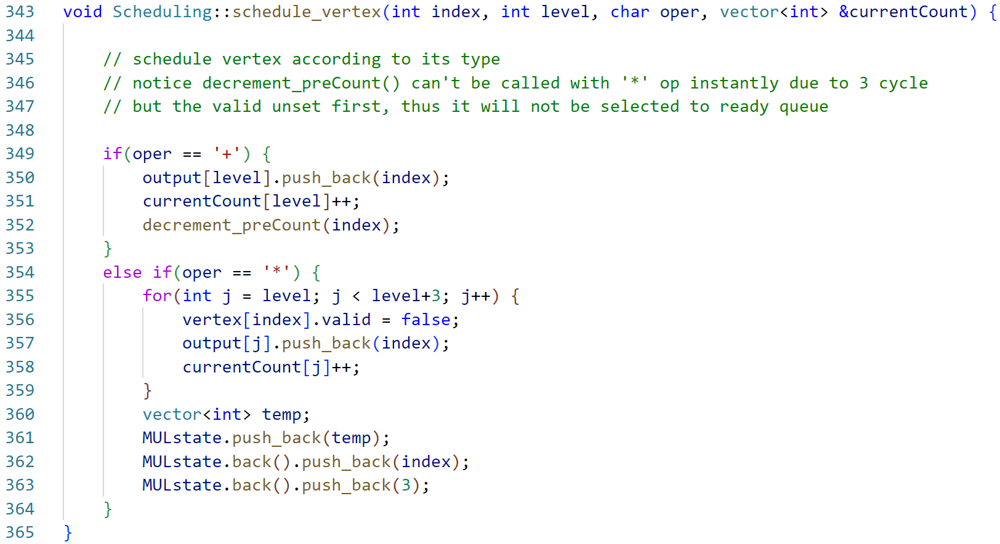 343 void Scheduling::schedule_vertex(int index, int level, char oper, vector<int> &currentCount) {
344
345     // schedule vertex according to its type
346     // notice decrement_preCount() can't be called with '*' op instantly due to 3 cycle
347     // but the valid unset first, thus it will not be selected to ready queue
348
349     if(oper == '+') {
350         output[level].push_back(index);
351         currentCount[level]++;
352         decrement_preCount(index);
353     }
354     else if(oper == '*') {
355         for(int j = level; j < level+3; j++) {
356             vertex[index].valid = false;
357             output[j].push_back(index);
358             currentCount[j]++;
359         }
360         vector<int> temp;
361         MULstate.push_back(temp);
362         MULstate.back().push_back(index);
363         MULstate.back().push_back(3);
364     }
365 }